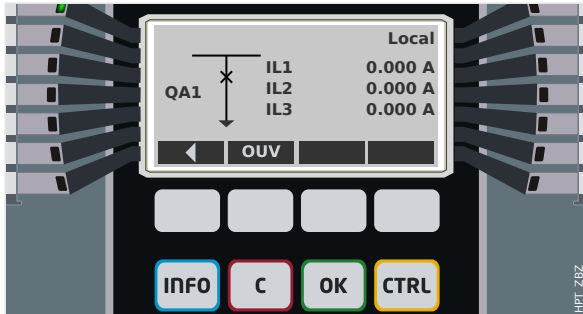 Local
IL1 0.000 A
QA1 IL2 0.000 A
IL3 0.000 A
OUV
INFO C OK CTRL
HPT_ZBZ